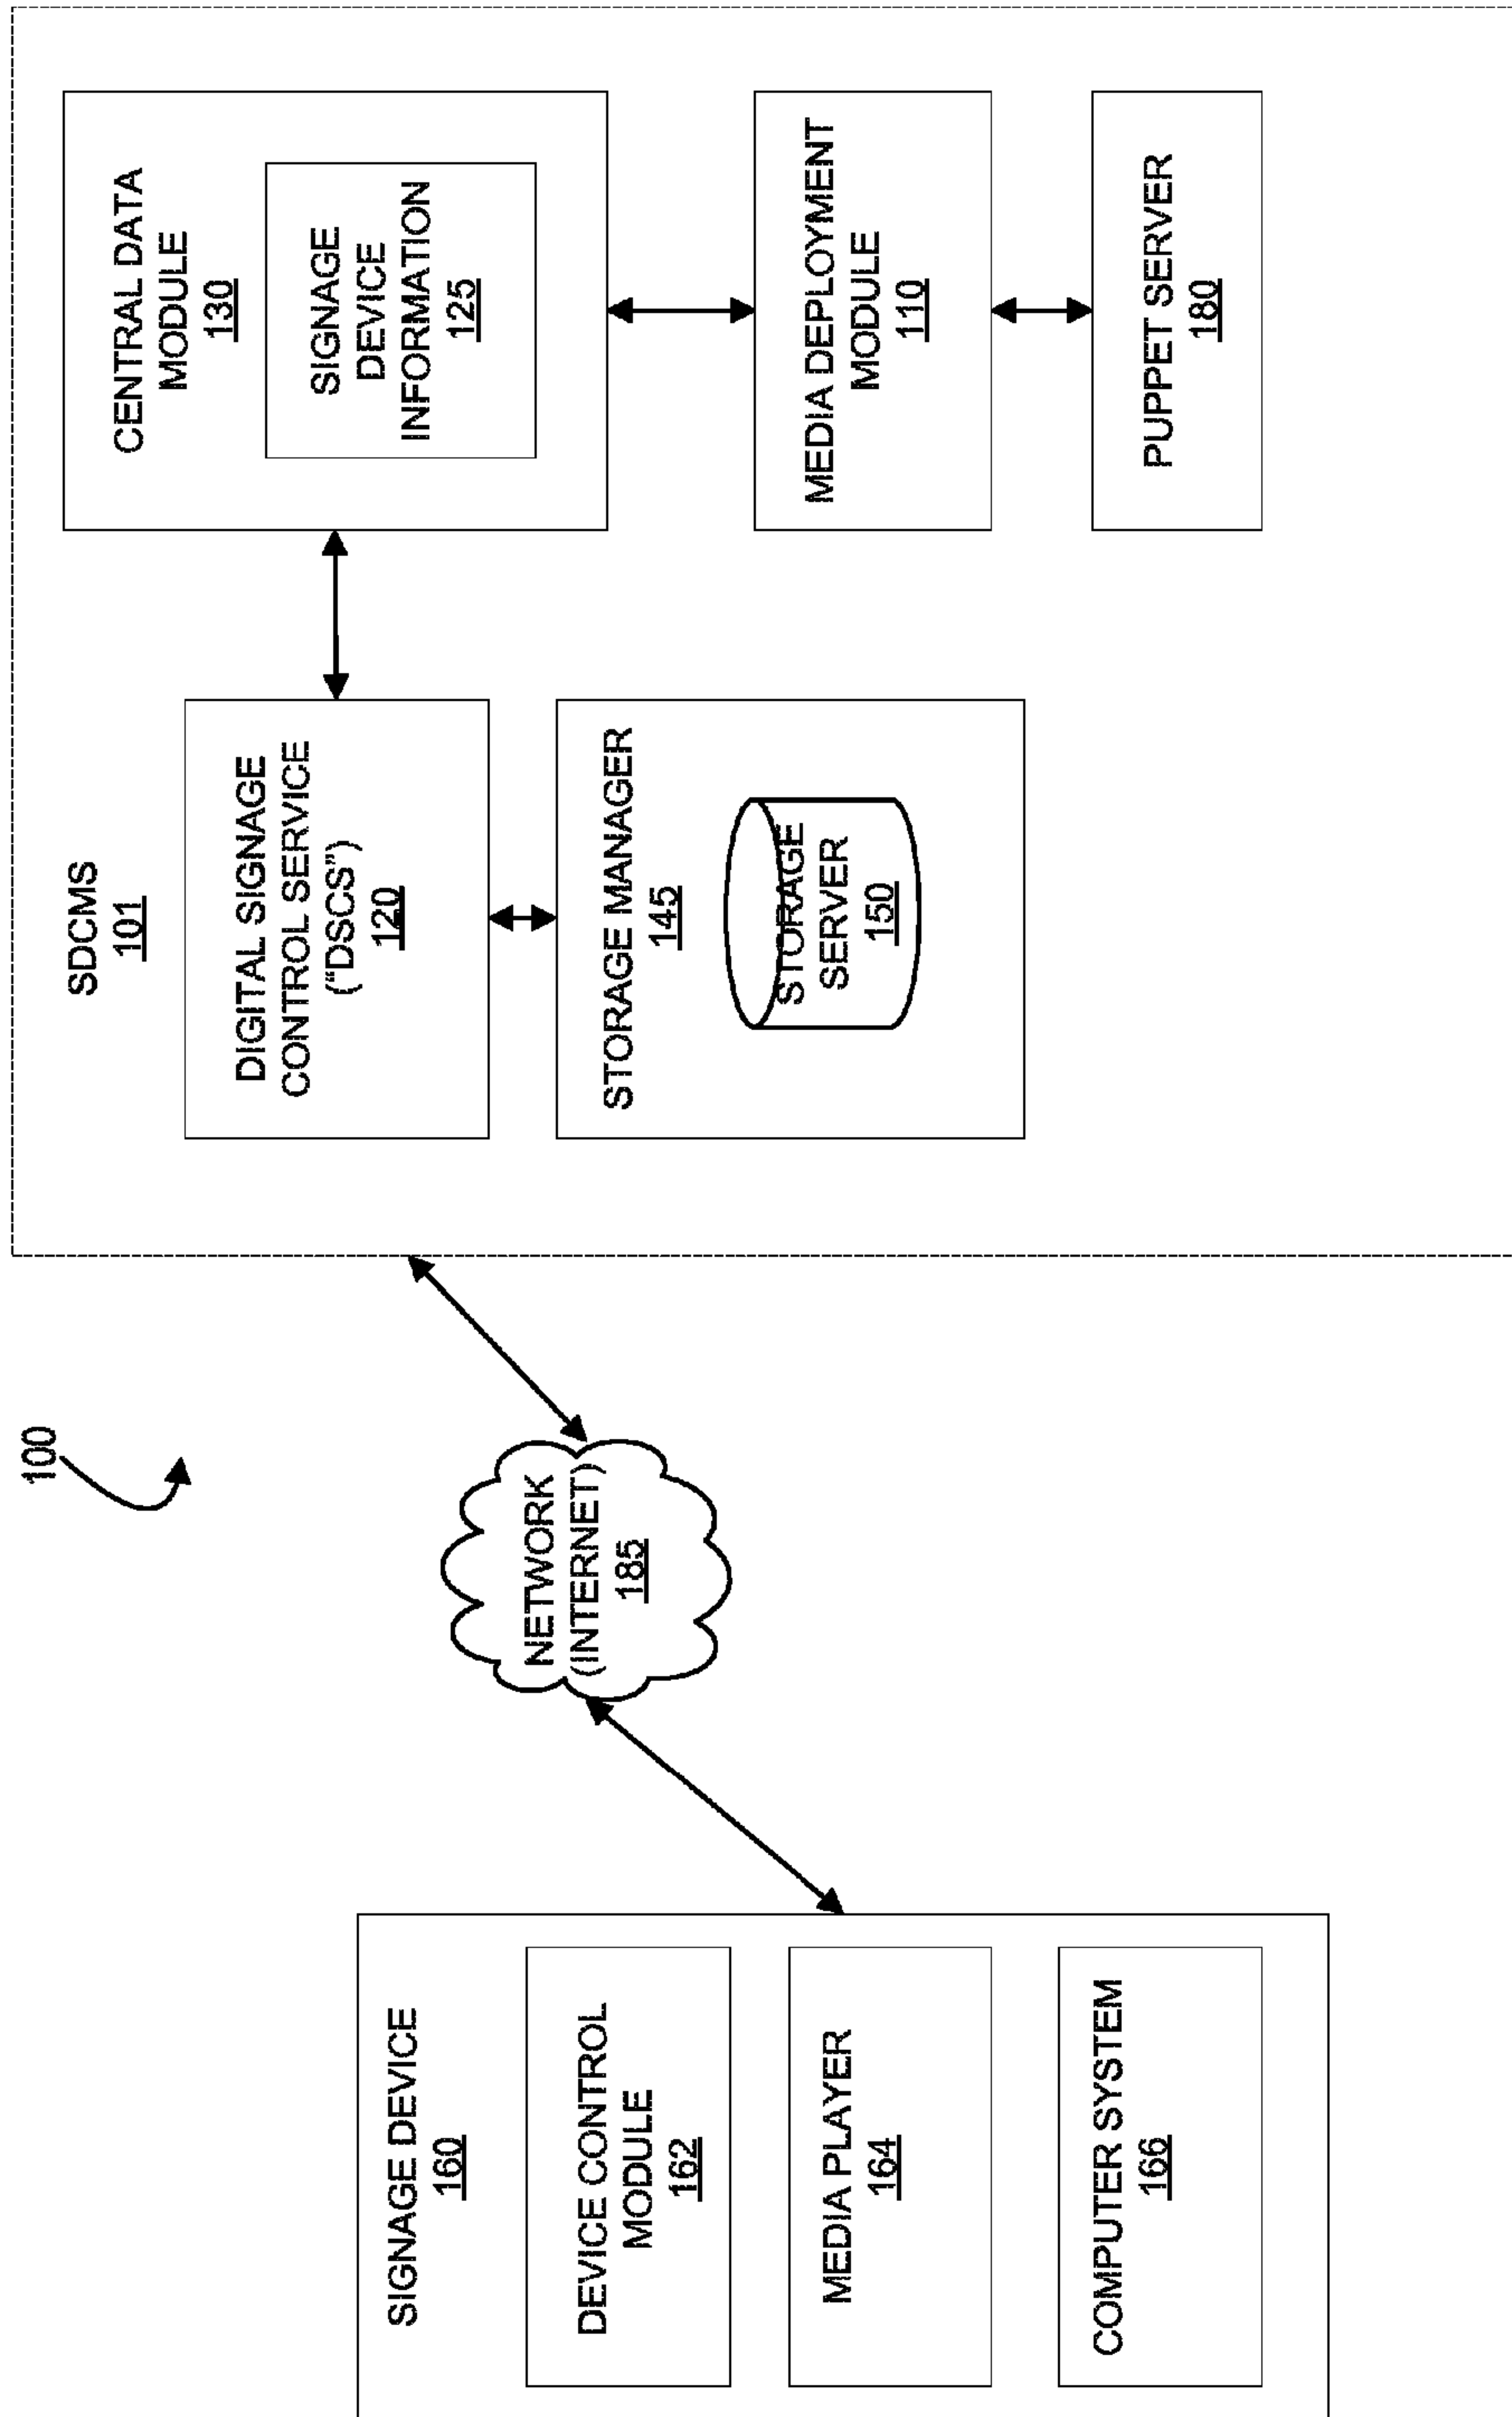 100
SIGNAGE DEVICE
160
DEVICE CONTROL
MODULE
162
MEDIA PLAYER
164
COMPUTER SYSTEM
166
NETWORK
(INTERNET)
185
SDCMS
101
DIGITAL SIGNAGE
CONTROL SERVICE
(“DSCS”)
120
STORAGE MANAGER
145
STORAGE
SERVER
150
CENTRAL DATA
MODULE
130
SIGNAGE
DEVICE
INFORMATION
125
MEDIA DEPLOYMENT
MODULE
110
PUPPET SERVER
180